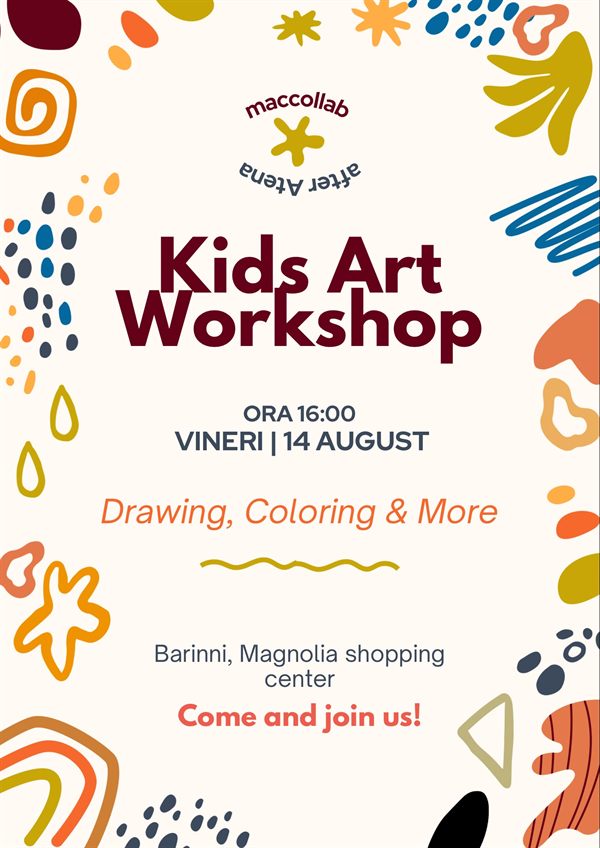 maccollab
after Atena
Kids Art
Workshop
ORA 16:00
VINERI | 14 AUGUST
Drawing, Coloring & More
Barinni, Magnolia shopping
center
Come and join us!